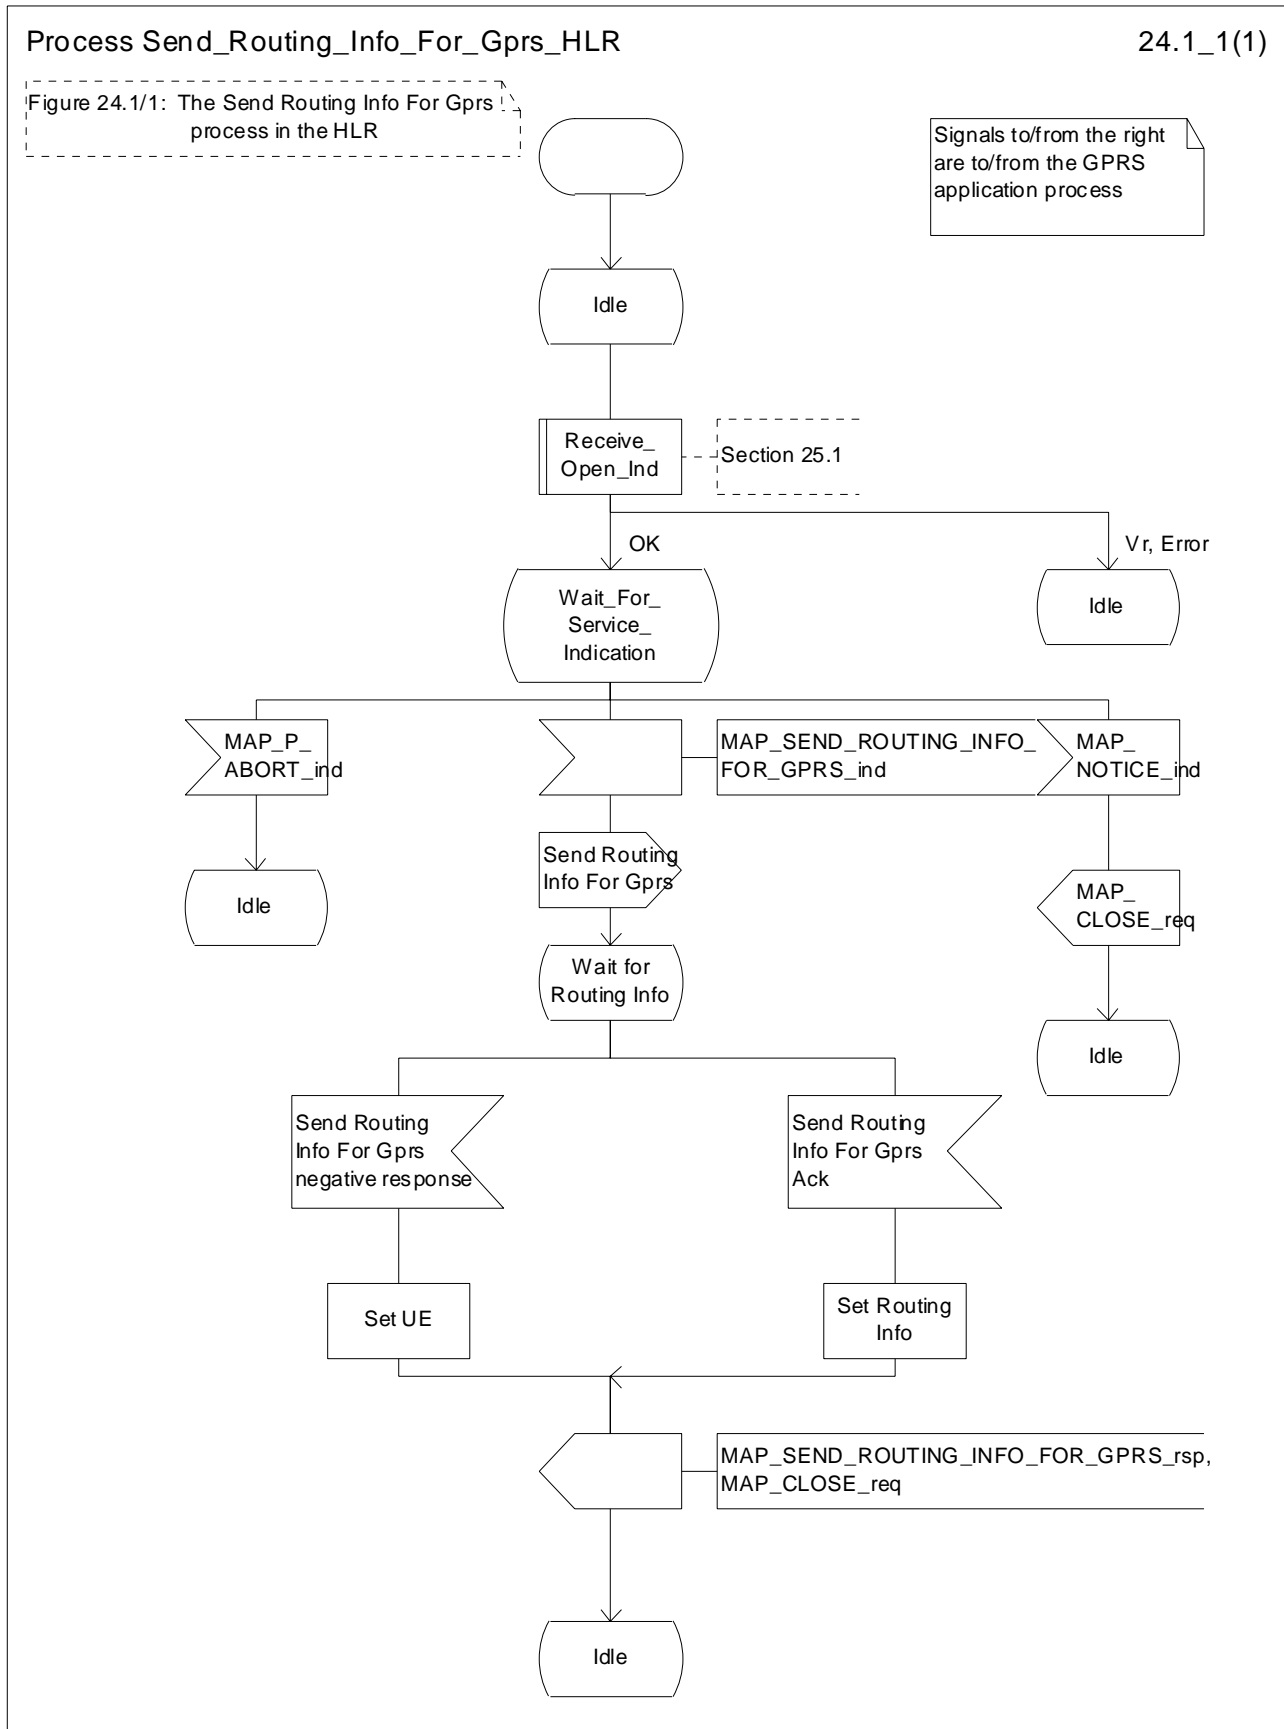 Process Send_Routing_Info_For_Gprs_HLR
24.1_1(1)
Figure 24.1/1: The Send Routing Info For Gprs
process in the HLR
Signals to/from the right
are to/from the GPRS
application process
Idle
Receive_
Open_Ind
Section 25.1
OK
Vr, Error
Wait_For_
Service_
Indication
Idle
MAP_P_
ABORT_ind
MAP_SEND_ROUTING_INFO_
FOR_GPRS_ind
MAP_
NOTICE_ind
Send Routing
Info For Gprs
Idle
MAP_
CLOSE_req
Wait for
Routing Info
Idle
Send Routing
Info For Gprs
negative response
Send Routing
Info For Gprs
Ack
Set UE
Set Routing
Info
MAP_SEND_ROUTING_INFO_FOR_GPRS_rsp,
MAP_CLOSE_req
Idle